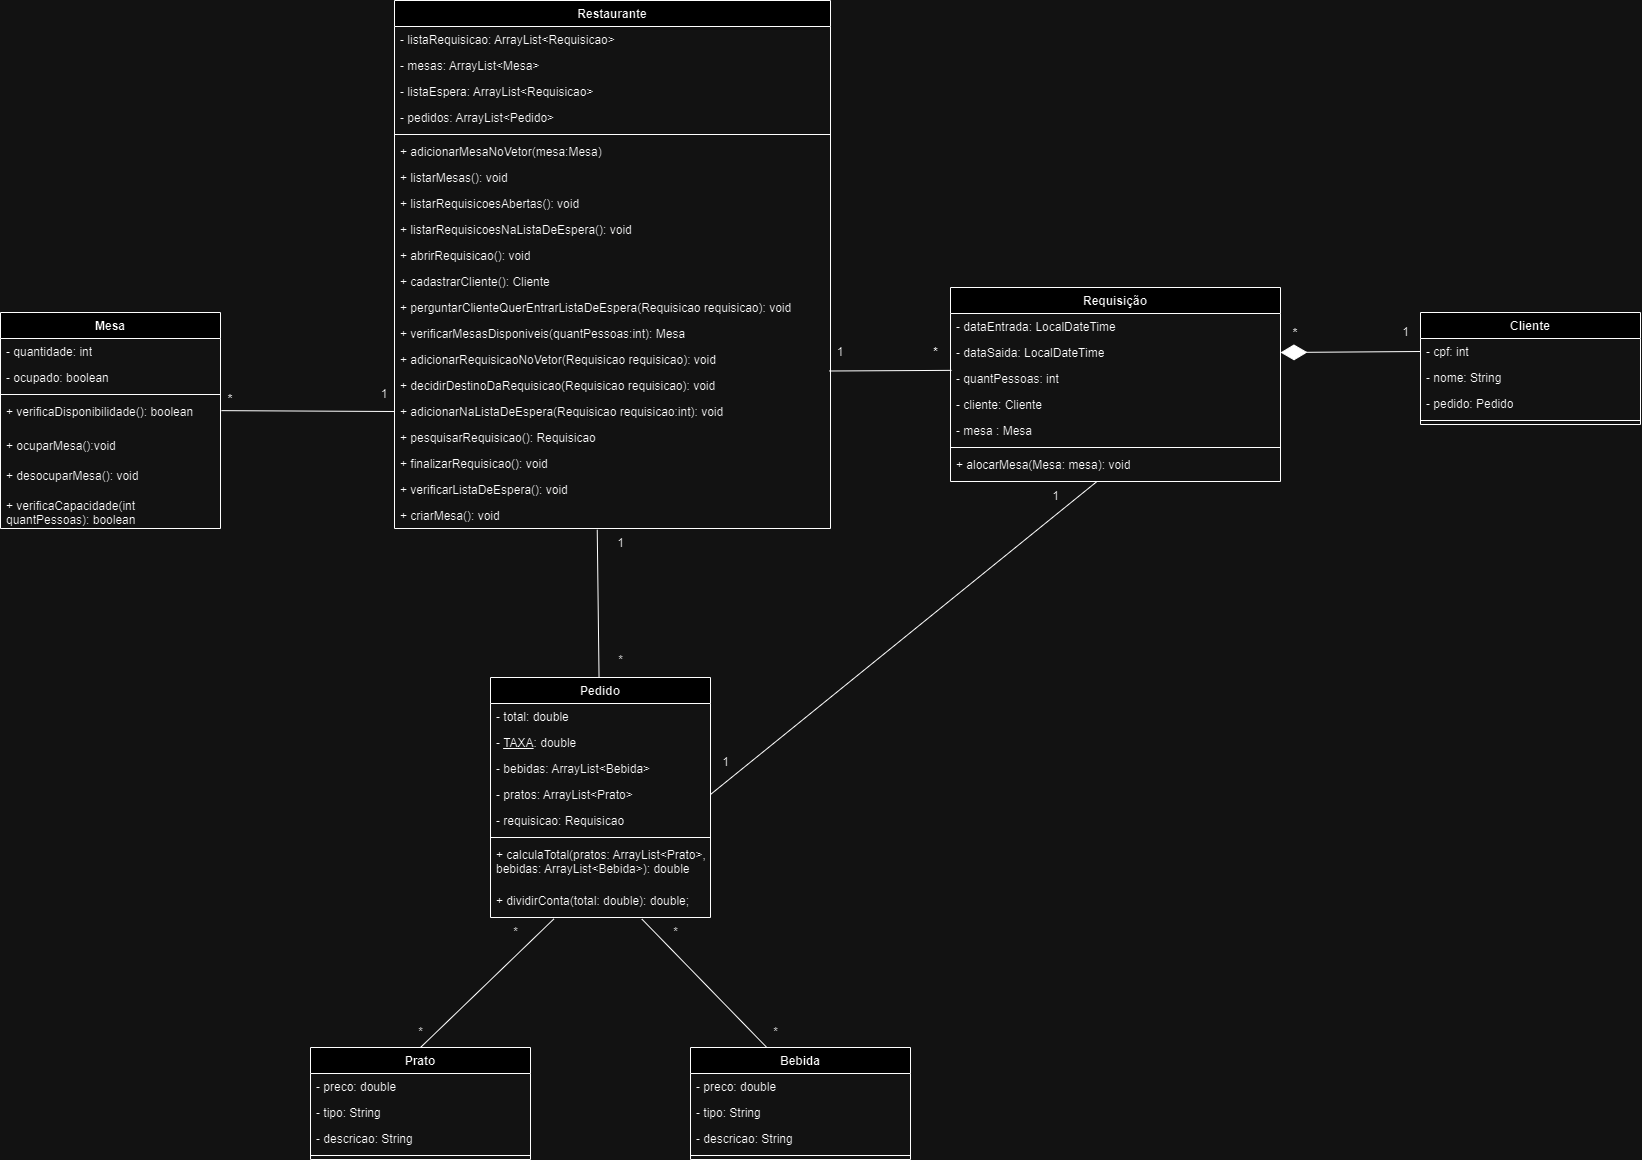 Restaurante
- listaRequisicao: ArrayList<Requisicao>
- mesas: ArrayList<Mesa>
- listaEspera: ArrayList<Requisicao>
- pedidos: ArrayList<Pedido>
+ adicionarMesaNoVetor(mesa:Mesa)
+ listarMesas(): void
+ listarRequisicoesAbertas(): void
+ listarRequisicoesNaListaDeEspera(): void
+ abrirRequisicao(): void
+ cadastrarCliente(): Cliente
+ perguntarClienteQuerEntrarListaDeEspera(Requisicao requisicao): void
+ verificarMesasDisponiveis(quantPessoas:int): Mesa
+ adicionarRequisicaoNoVetor(Requisicao requisicao): void
+ decidirDestinoDaRequisicao(Requisicao requisicao): void
+ adicionarNaListaDeEspera(Requisicao requisicao:int): void
+ pesquisarRequisicao(): Requisicao
+ finalizarRequisicao(): void
+ verificarListaDeEspera(): void
+ criarMesa(): void
Mesa
- quantidade: int
- ocupado: boolean
+ verificaDisponibilidade(): boolean
+ ocuparMesa():void
+ desocuparMesa(): void
+ verificaCapacidade(int
quantPessoas): boolean
*
1
1
*
Requisição
- dataEntrada: LocalDateTime
- dataSaida: LocalDateTime
- quantPessoas: int
- cliente: Cliente
- mesa : Mesa
+ alocarMesa(Mesa: mesa): void
*
1
Cliente
- cpf: int
- nome: String
- pedido: Pedido
1
1
1
*
Pedido
- total: double
- TAXA: double
- bebidas: ArrayList<Bebida>
- pratos: ArrayList<Prato>
- requisicao: Requisicao
+ calculaTotal(pratos: ArrayList<Prato>,
bebidas: ArrayList<Bebida>): double
+ dividirConta(total: double): double;
*
*
*
*
Prato
- preco: double
- tipo: String
- descricao: String
Bebida
- preco: double
- tipo: String
- descricao: String